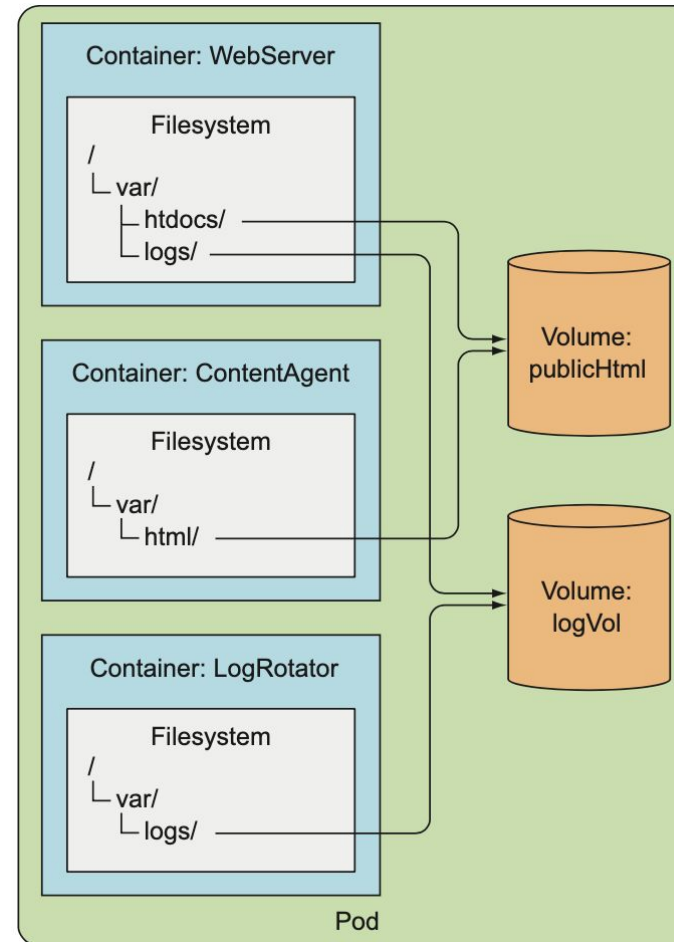 Container: WebServer
Filesystem
/
var/
htdocs/
logs/
Volume:
publicHtml
Container: ContentAgent
Filesystem
/
var/
html/
Volume:
logVol
Container: LogRotator
Filesystem
/
var/
logs/
Pod